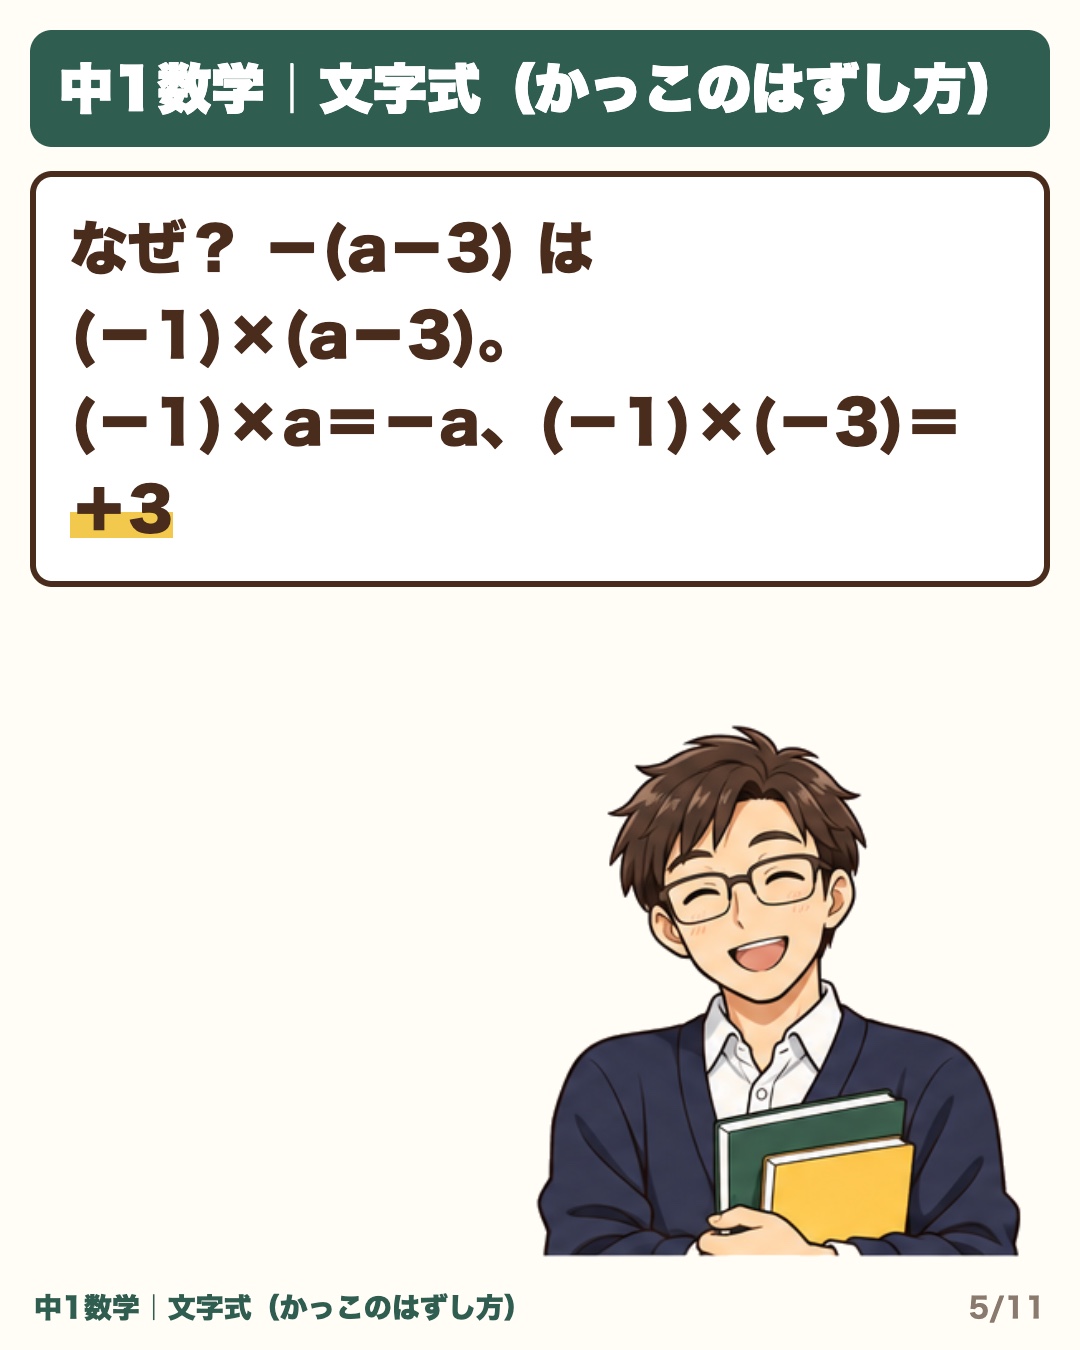 中1数学｜文字式（かっこのはずし方）
なぜ？ －(a－3) は
(－1)×(a－3)。
(－1)×a＝－a、(－1)×(－3)＝
＋3
中1数学｜文字式（かっこのはずし方）
5/11